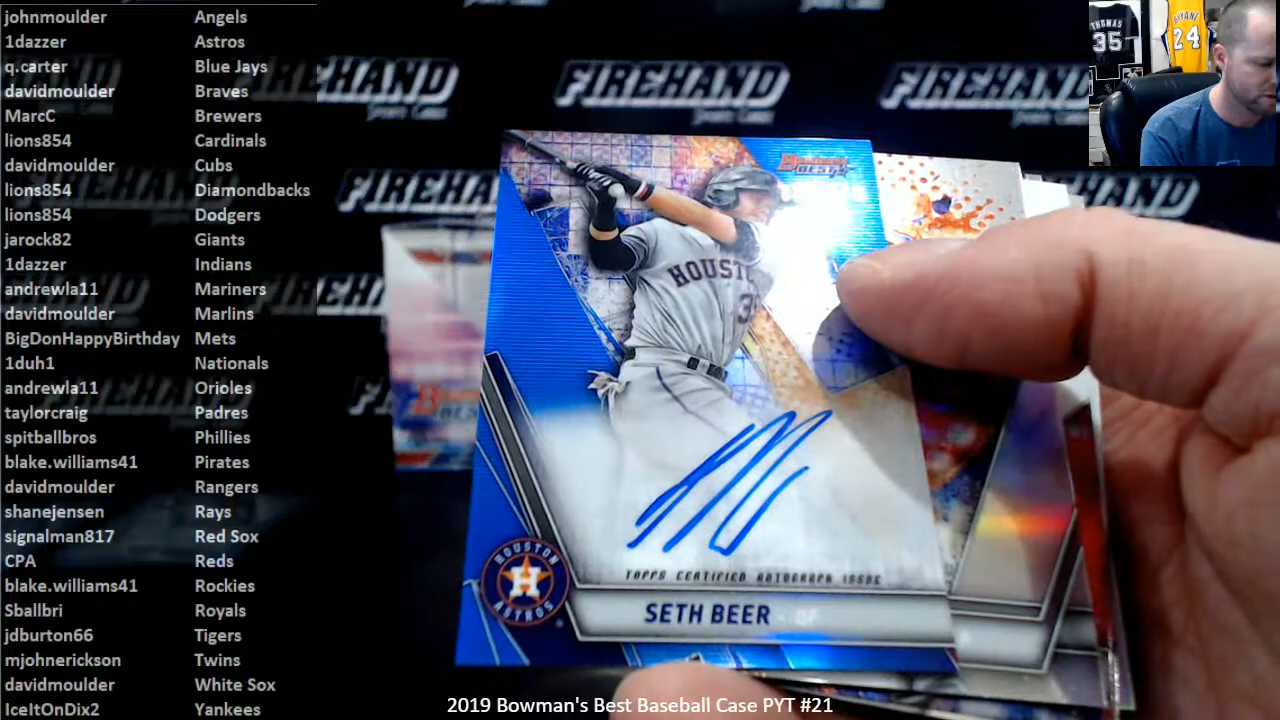 johnmoulder Angels
1dazzer Astros
q.carter Blue Jays
davidmoulder Braves
MarcC Brewers
lions854 Cardinals
davidmoulder Cubs
lions854 Diamondbacks
lions854 Dodgers
jarock82 Giants
1dazzer Indians
andrewla11 Mariners
davidmoulder Marlins
BigDonHappyBirthday Mets
1duh1 Nationals
andrewla11 Orioles
taylorcraig Padres
spitballbros Phillies
blake.williams41 Pirates
davidmoulder Rangers
shanejensen Rays
signalman817 Red Sox
CPA Reds
blake.williams41 Rockies
Sballbri Royals
jdburton66 Tigers
mjohnerickson Twins
davidmoulder White Sox
IceItOnDix2 Yankees
FIREHAND
FIREHAND
FIREHAND
THOMAS
35
BRYANT
24
BOWMAN'S
BEST
HOUST
3
HOUSTON
H
ASTROS
TOPPS CERTIFIED AUTOGRAPH ISSUE
SETH BEER - OF
2019 Bowman's Best Baseball Case PYT #21